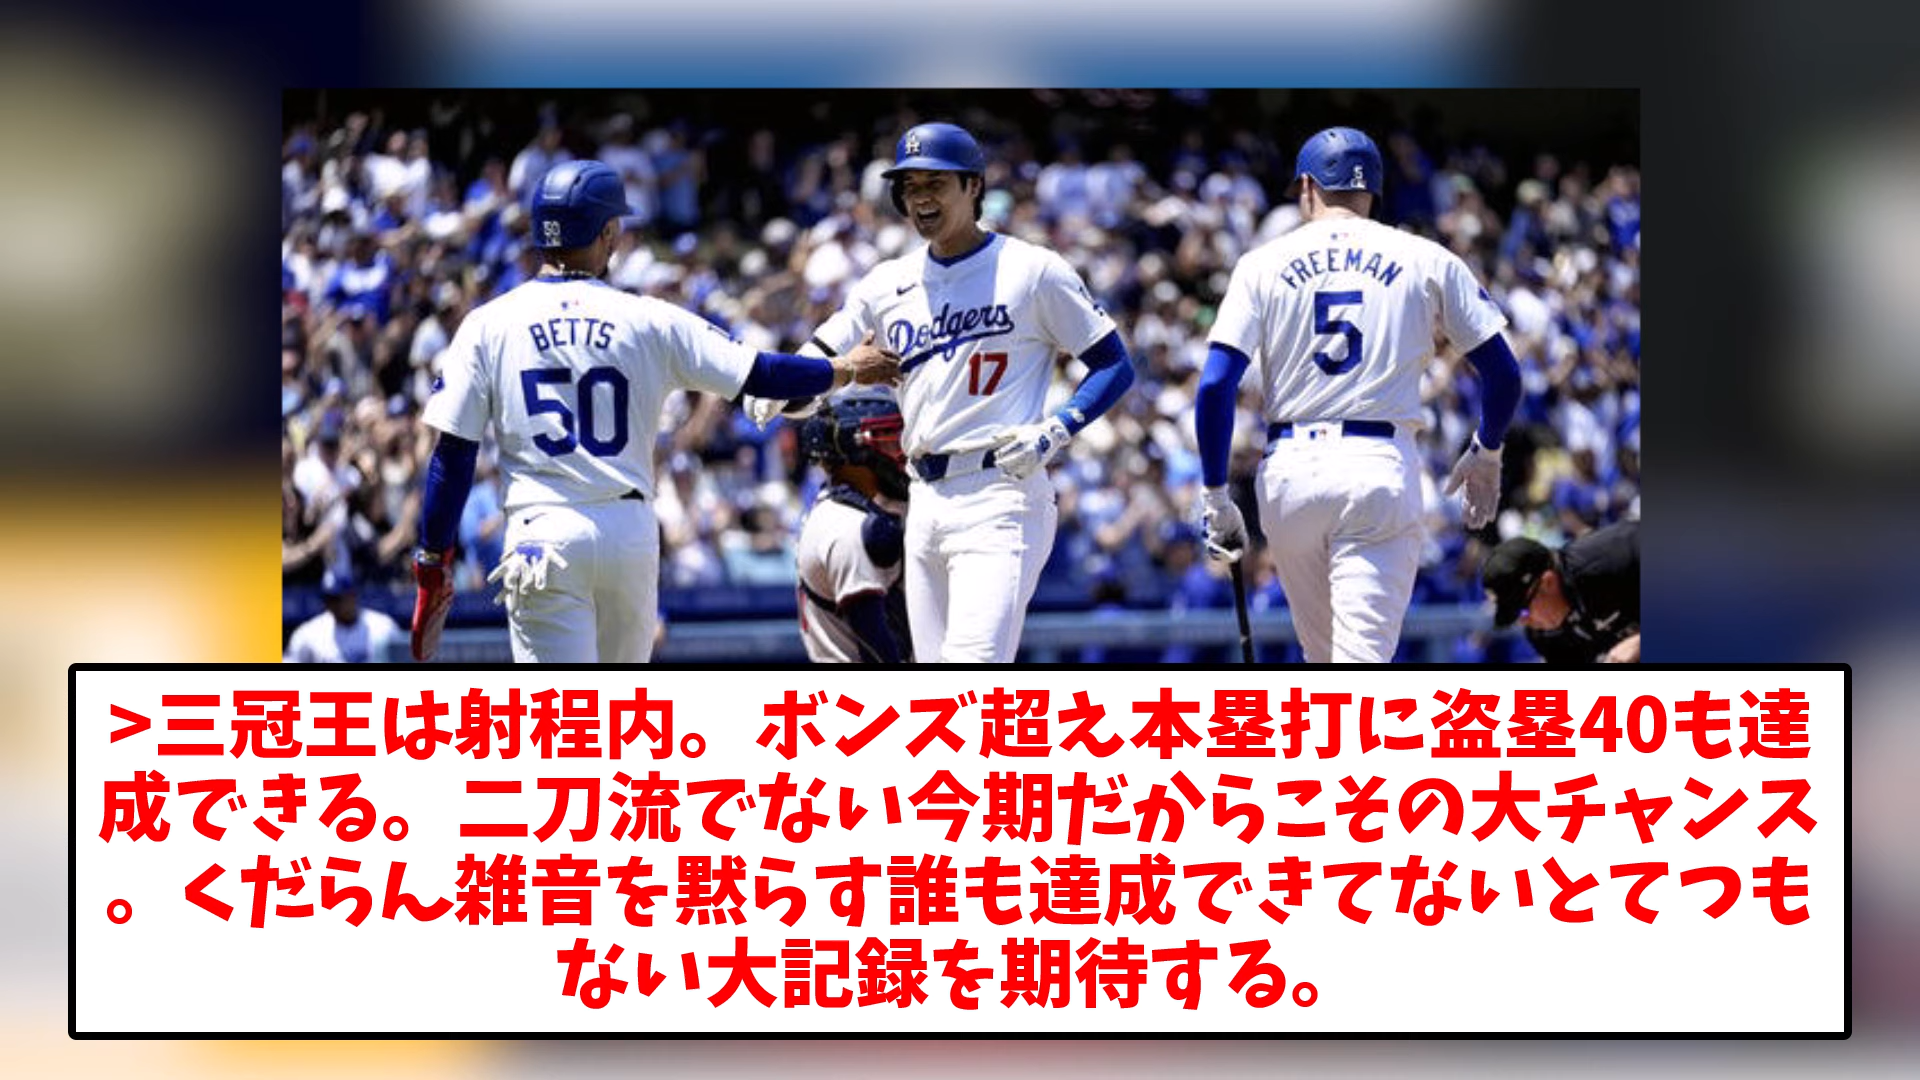 50
BETTS
50
LA
Dodgers
17
5
FREEMAN
5
>三冠王は射程内。ボンズ超え本塁打に盗塁40も達
成できる。二刀流でない今期だからこその大チャンス
。くだらん雑音を黙らす誰も達成できてないとてつも
ない大記録を期待する。